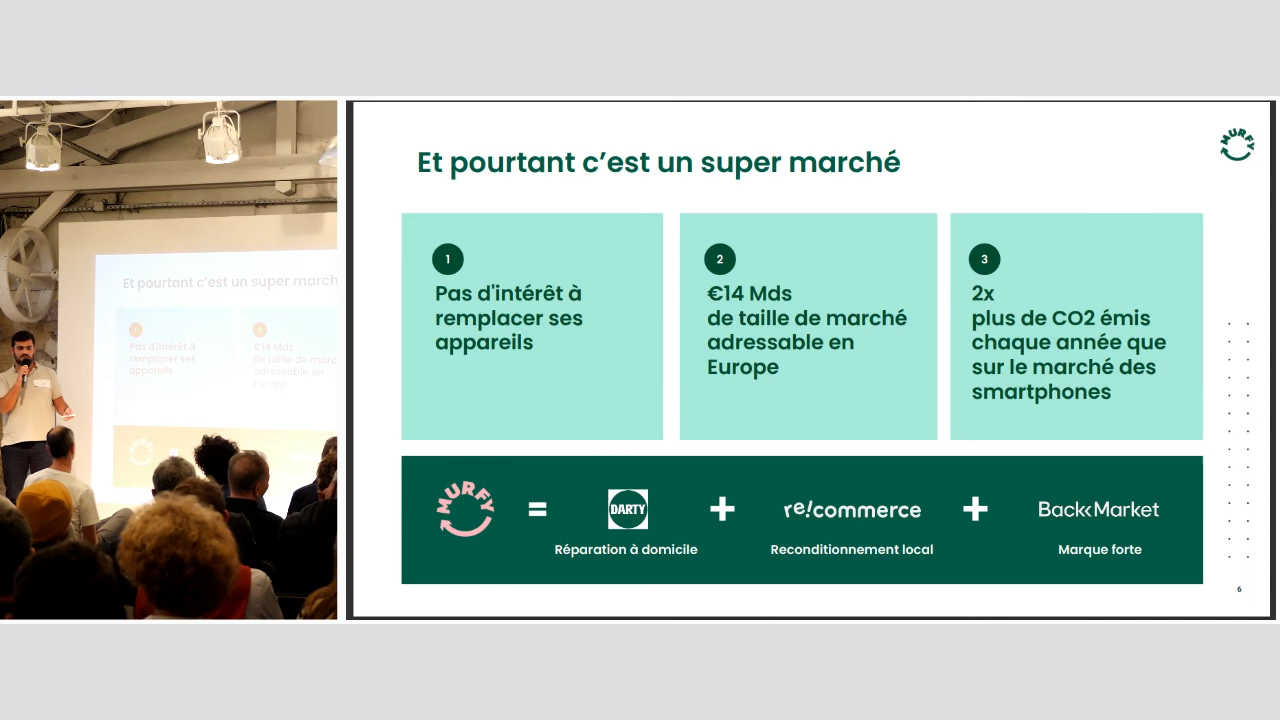 Et pourtant c’est un super marché
MURFY
1
Pas d'intérêt à
remplacer ses
appareils
2
€14 Mds
de taille de marché
adressable en
Europe
3
2x
plus de CO2 émis
chaque année que
sur le marché des
smartphones
MURFY
=
DARTY
+
re!commerce
+
BackMarket
Réparation à domicile
Reconditionnement local
Marque forte
6
Et pourtant c’est un super march
Pas d'intérêt à
remplacer ses
appareils
€14 Mds
de taille de marc
adressable en
Europe